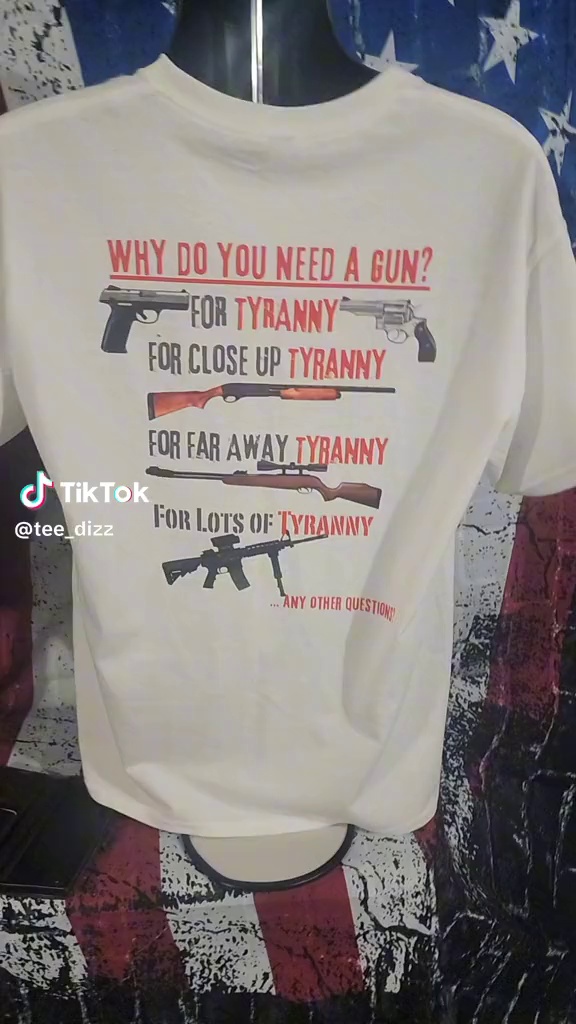 WHY DO YOU NEED A GUN?
FOR TYRANNY
FOR CLOSE UP TYRANNY
FOR FAR AWAY TYRANNY
TikTok
@tee_dizz
FOR LOTS OF TYRANNY
... ANY OTHER QUESTIONS?